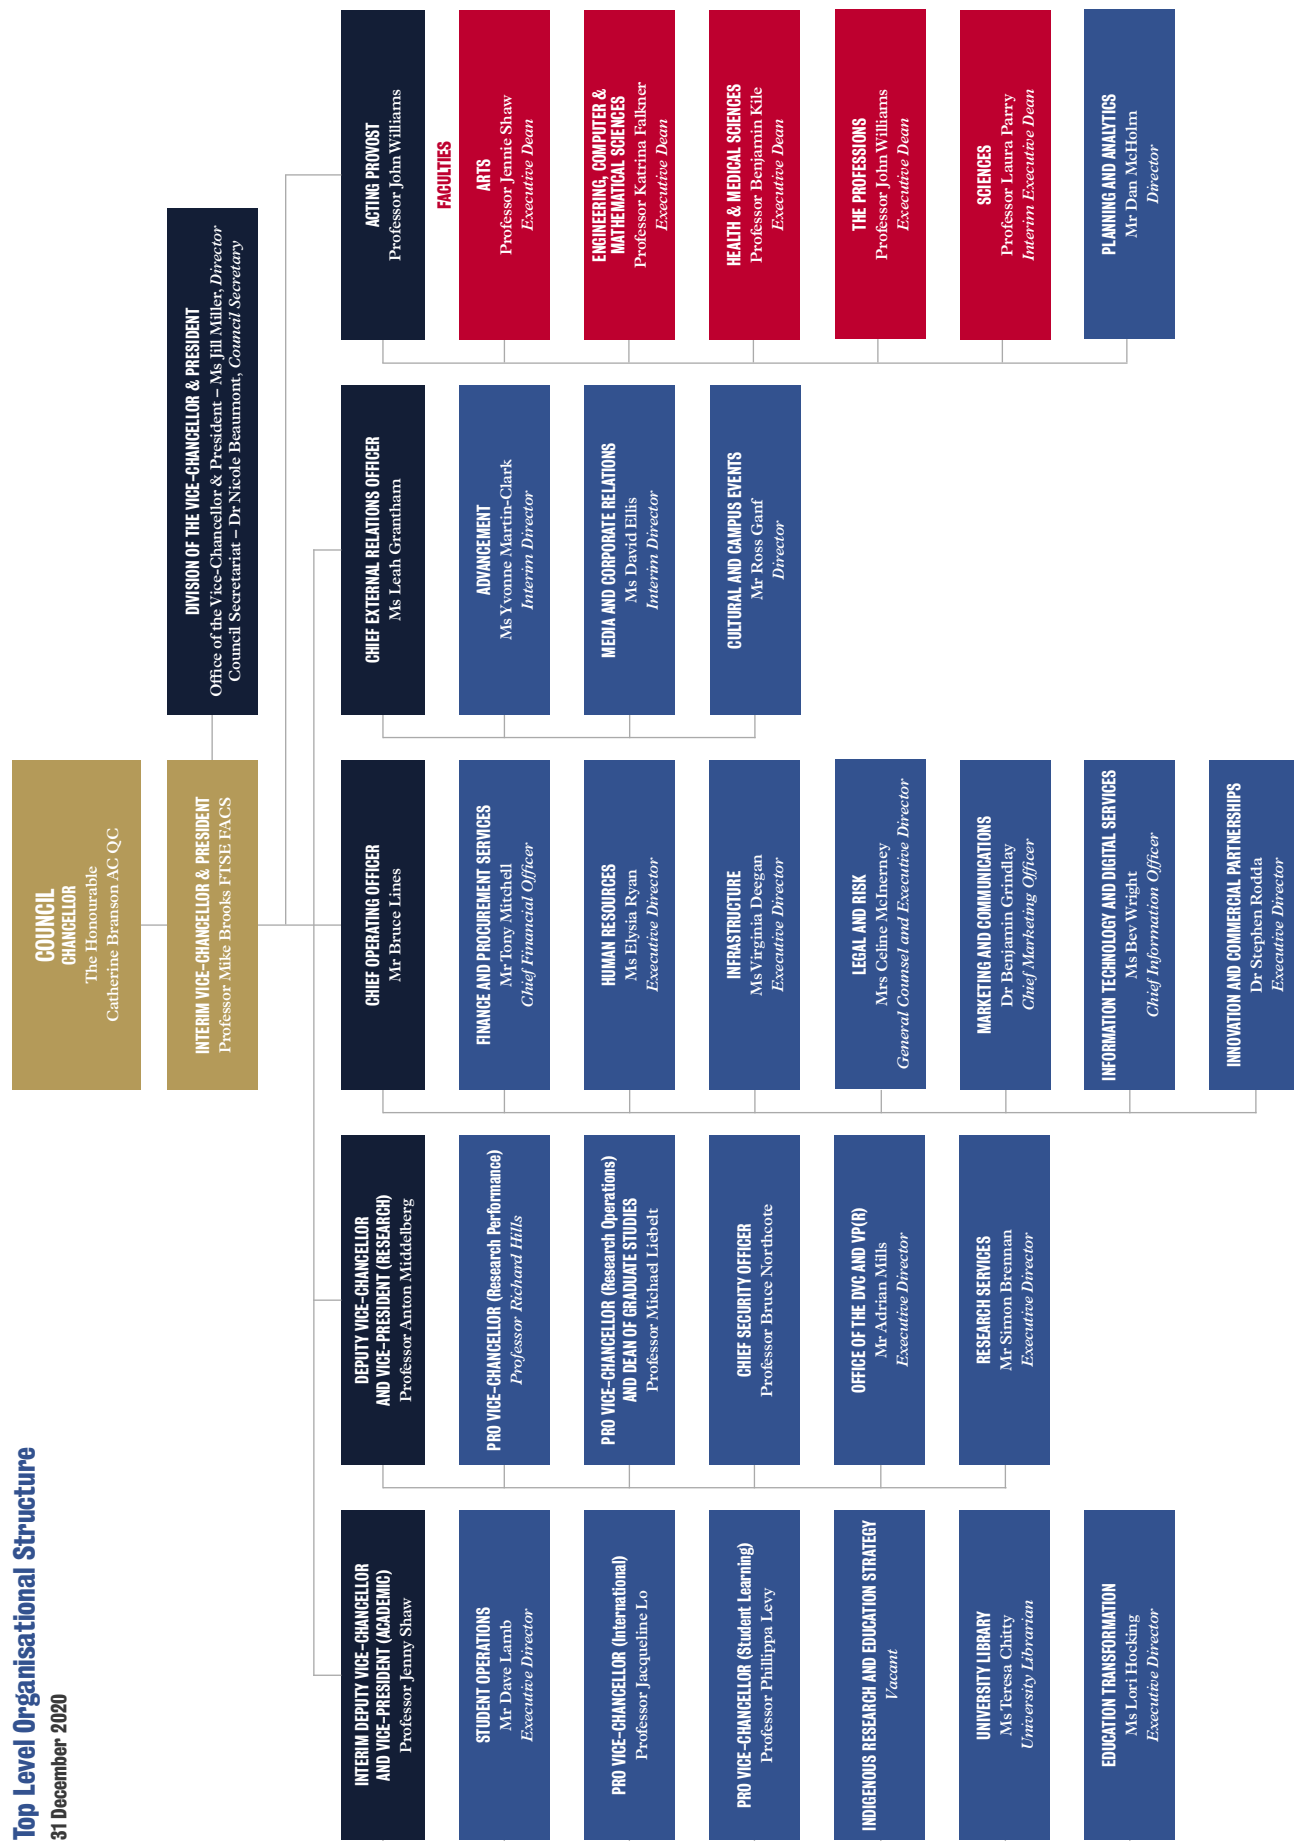 Top Level Organisational Structure
31 December 2020
COUNCIL
CHANCELLOR
The Honourable
Catherine Branson AC QC
INTERIM VICE-CHANCELLOR & PRESIDENT
Professor Mike Brooks FTSE FACS
DIVISION OF THE VICE-CHANCELLOR & PRESIDENT
Office of the Vice-Chancellor & President – Ms Jill Miller, Director
Council Secretariat – Dr Nicole Beaumont, Council Secretary
INTERIM DEPUTY VICE-CHANCELLOR
AND VICE-PRESIDENT (ACADEMIC)
Professor Jenny Shaw
STUDENT OPERATIONS
Mr Dave Lamb
Executive Director
PRO VICE-CHANCELLOR (International)
Professor Jacqueline Lo
PRO VICE-CHANCELLOR (Student Learning)
Professor Phillippa Levy
INDIGENOUS RESEARCH AND EDUCATION STRATEGY
Vacant
UNIVERSITY LIBRARY
Ms Teresa Chitty
University Librarian
EDUCATION TRANSFORMATION
Ms Lori Hocking
Executive Director
DEPUTY VICE-CHANCELLOR
AND VICE-PRESIDENT (RESEARCH)
Professor Anton Middelberg
PRO VICE-CHANCELLOR (Research Performance)
Professor Richard Hills
PRO VICE-CHANCELLOR (Research Operations)
AND DEAN OF GRADUATE STUDIES
Professor Michael Liebelt
CHIEF SECURITY OFFICER
Professor Bruce Northcote
OFFICE OF THE DVC AND VP(R)
Mr Adrian Mills
Executive Director
RESEARCH SERVICES
Mr Simon Brennan
Executive Director
CHIEF OPERATING OFFICER
Mr Bruce Lines
FINANCE AND PROCUREMENT SERVICES
Mr Tony Mitchell
Chief Financial Officer
HUMAN RESOURCES
Ms Elysia Ryan
Executive Director
INFRASTRUCTURE
Ms Virginia Deegan
Executive Director
LEGAL AND RISK
Mrs Celine McInerney
General Counsel and Executive Director
MARKETING AND COMMUNICATIONS
Dr Benjamin Grindlay
Chief Marketing Officer
INFORMATION TECHNOLOGY AND DIGITAL SERVICES
Ms Bev Wright
Chief Information Officer
INNOVATION AND COMMERCIAL PARTNERSHIPS
Dr Stephen Rodda
Executive Director
CHIEF EXTERNAL RELATIONS OFFICER
Ms Leah Grantham
ADVANCEMENT
Ms Yvonne Martin-Clark
Interim Director
MEDIA AND CORPORATE RELATIONS
Ms David Ellis
Interim Director
CULTURAL AND CAMPUS EVENTS
Mr Ross Ganf
Director
ACTING PROVOST
Professor John Williams
FACULTIES
ARTS
Professor Jennie Shaw
Executive Dean
ENGINEERING, COMPUTER &
MATHEMATICAL SCIENCES
Professor Katrina Falkner
Executive Dean
HEALTH & MEDICAL SCIENCES
Professor Benjamin Kile
Executive Dean
THE PROFESSIONS
Professor John Williams
Executive Dean
SCIENCES
Professor Laura Parry
Interim Executive Dean
PLANNING AND ANALYTICS
Mr Dan McHolm
Director